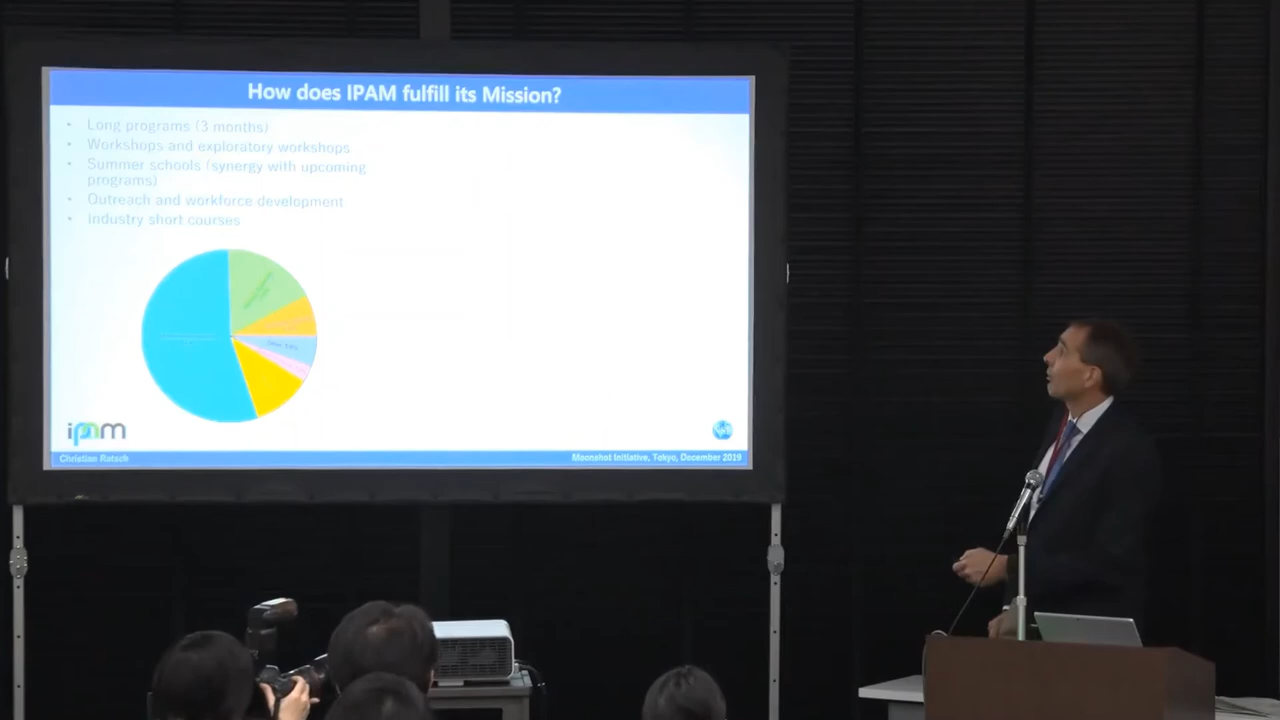 How does IPAM fulfill its Mission?
• Long programs (3 months)
• Workshops and exploratory workshops
• Summer schools (synergy with upcoming
programs)
• Outreach and workforce development
• Industry short courses
ipam
Christian Ratsch
Moonshot Initiative, Tokyo, December 2019